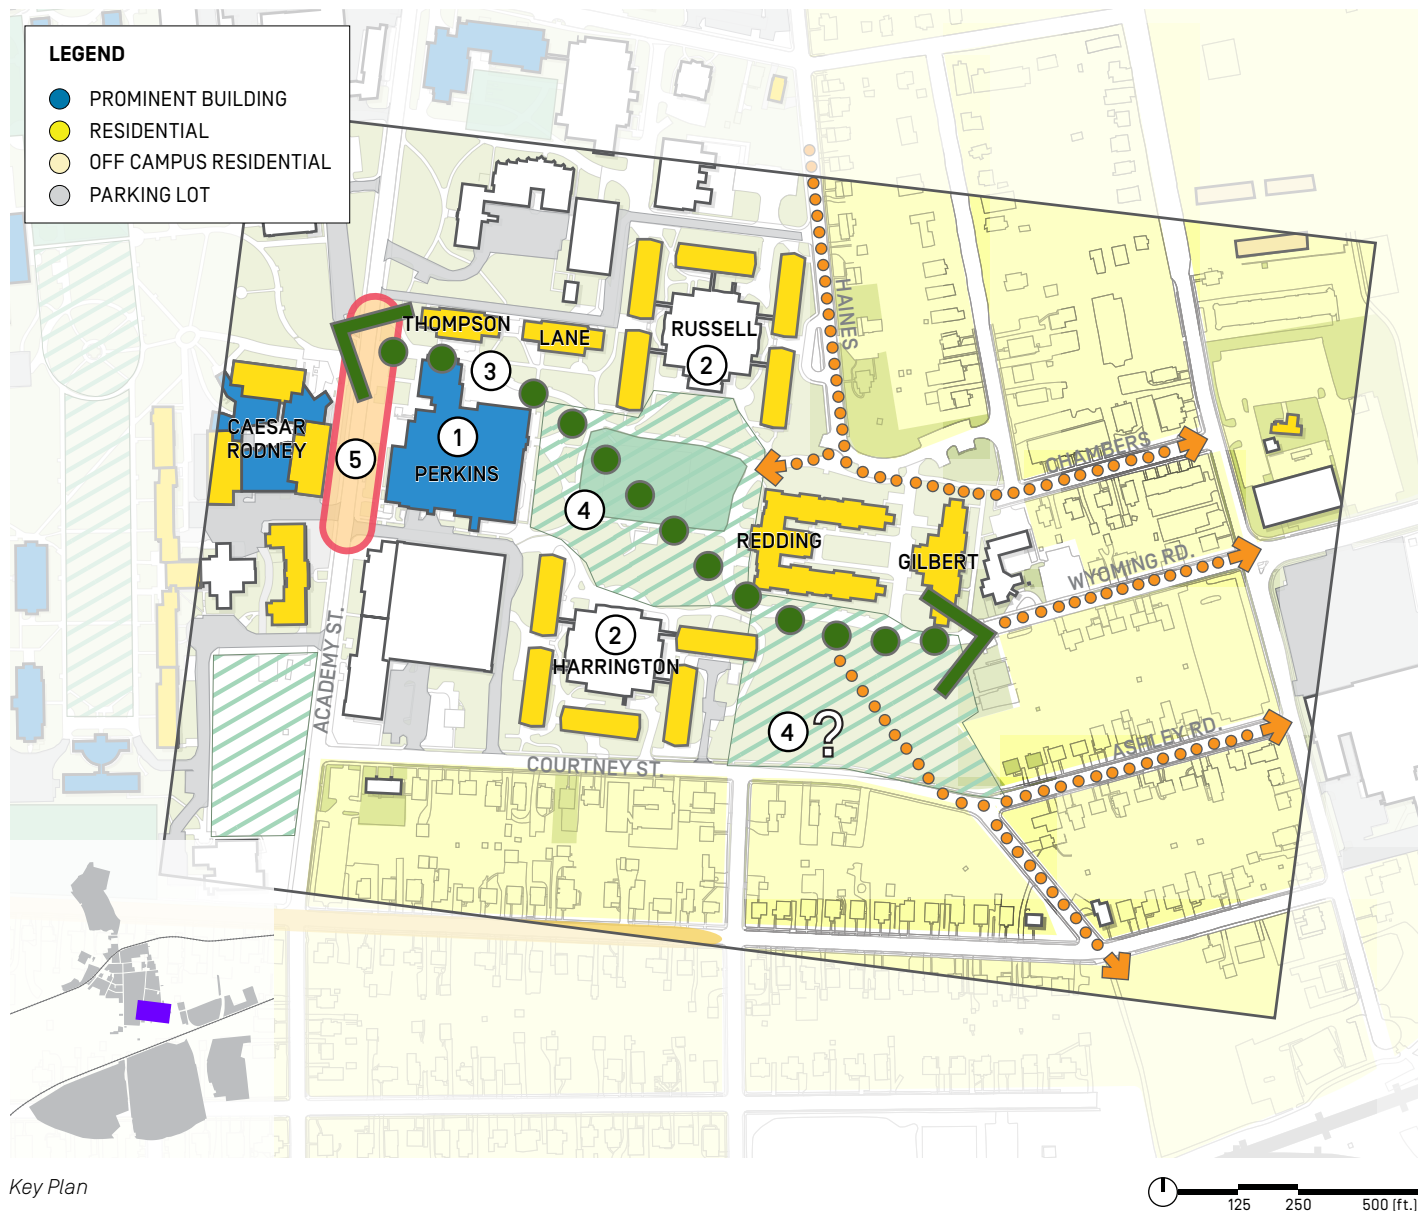 LEGEND
PROMINENT BUILDING
RESIDENTIAL
OFF CAMPUS RESIDENTIAL
PARKING LOT
HAINES
THOMPSON
LANE
RUSSELL
2
3
CAESAR
RODNEY
1
PERKINS
5
CHAMBERS
4
REDDING
GILBERT
WYOMING RD.
2
HARRINGTON
ACADEMY ST.
4 ?
ASHLEY RD.
COURTNEY ST.
Key Plan
125 250 500 (ft.)